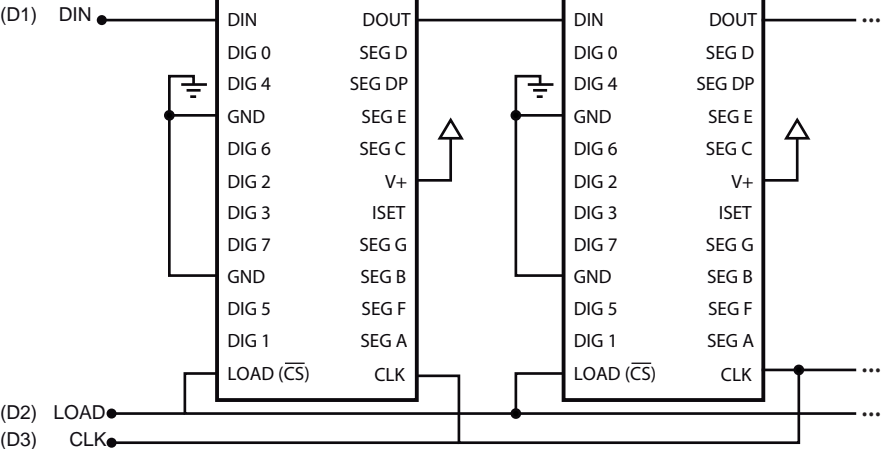 (D1) DIN DIN DOUT DIN DOUT ...
DIG 0 SEG D DIG 0 SEG D
DIG 4 SEG DP DIG 4 SEG DP
GND SEG E GND SEG E
DIG 6 SEG C DIG 6 SEG C
DIG 2 V+ DIG 2 V+
DIG 3 ISET DIG 3 ISET
DIG 7 SEG G DIG 7 SEG G
GND SEG B GND SEG B
DIG 5 SEG F DIG 5 SEG F
DIG 1 SEG A DIG 1 SEG A
LOAD (C̅S̅) CLK LOAD (C̅S̅) CLK ...
(D2) LOAD ...
(D3) CLK